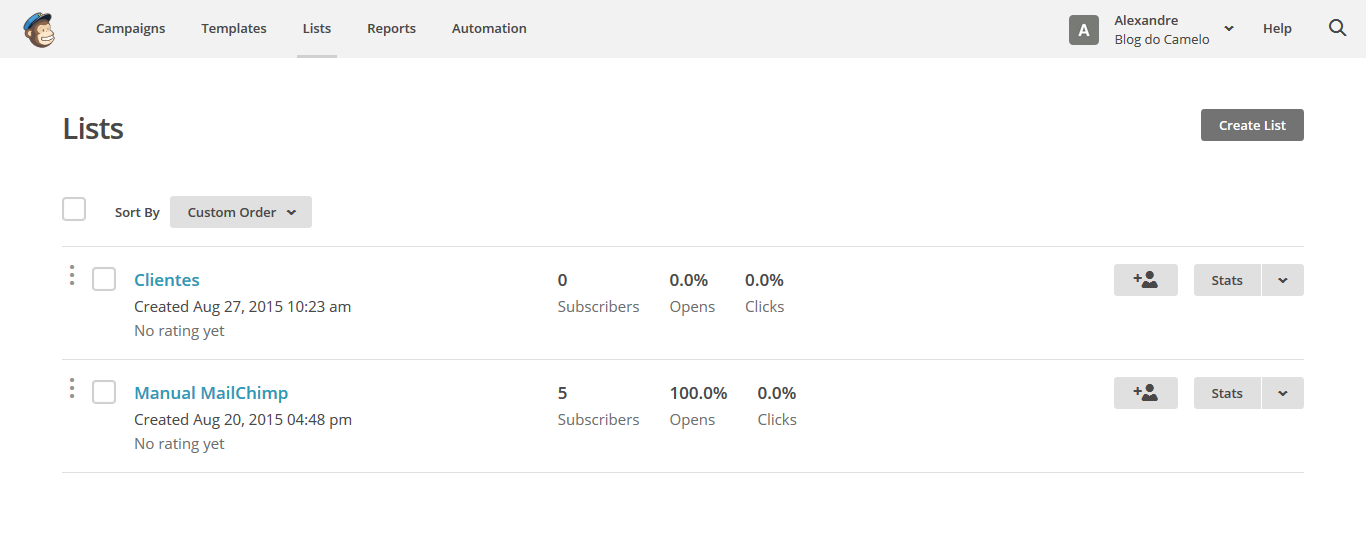 Campaigns Templates Lists Reports Automation
A Alexandre Help
Blog do Camelo
Lists
Create List
Sort By Custom Order
Clientes 0 0.0% 0.0% Stats
Created Aug 27, 2015 10:23 am Subscribers Opens Clicks
No rating yet
Manual MailChimp 5 100.0% 0.0% Stats
Created Aug 20, 2015 04:48 pm Subscribers Opens Clicks
No rating yet